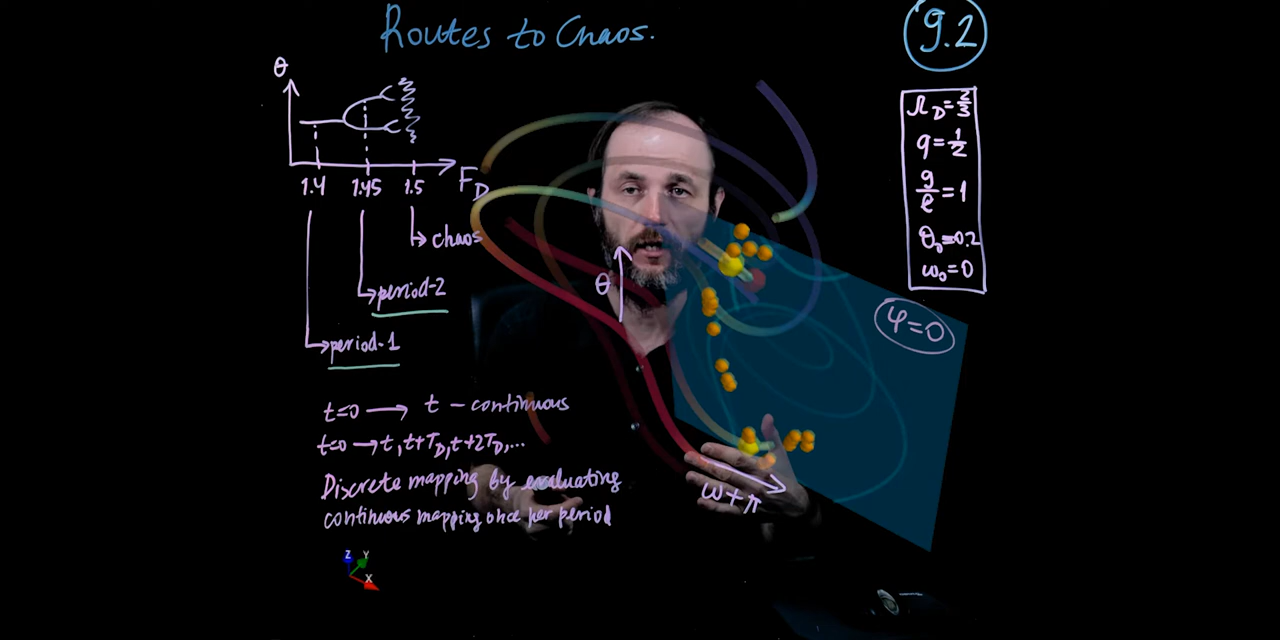 Routes to Chaos.
9.2
θ
1.4 1.45 1.5 F_D
chaos
period-2
period-1
Ω_D=2/3
q=1/2
g/ℓ=1
θ₀=0.2
ω₀=0
φ=0
θ
ω+π
t=0 → t - continuous
t=0 → t, t+T_D, t+2T_D, ...
Discrete mapping by evaluating
continuous mapping once per period
Z Y
X